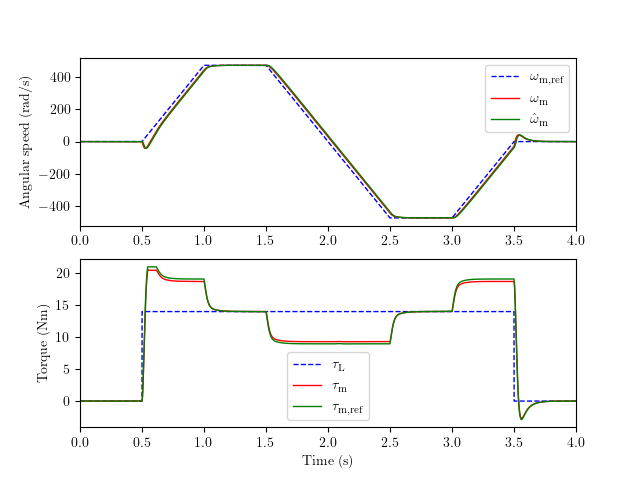 Angular speed (rad/s)
400
200
0
−200
−400
ω_m,ref
ω_m
ω̂_m
0.0 0.5 1.0 1.5 2.0 2.5 3.0 3.5 4.0
Torque (Nm)
20
15
10
5
0
τ_L
τ_m
τ_m,ref
0.0 0.5 1.0 1.5 2.0 2.5 3.0 3.5 4.0
Time (s)